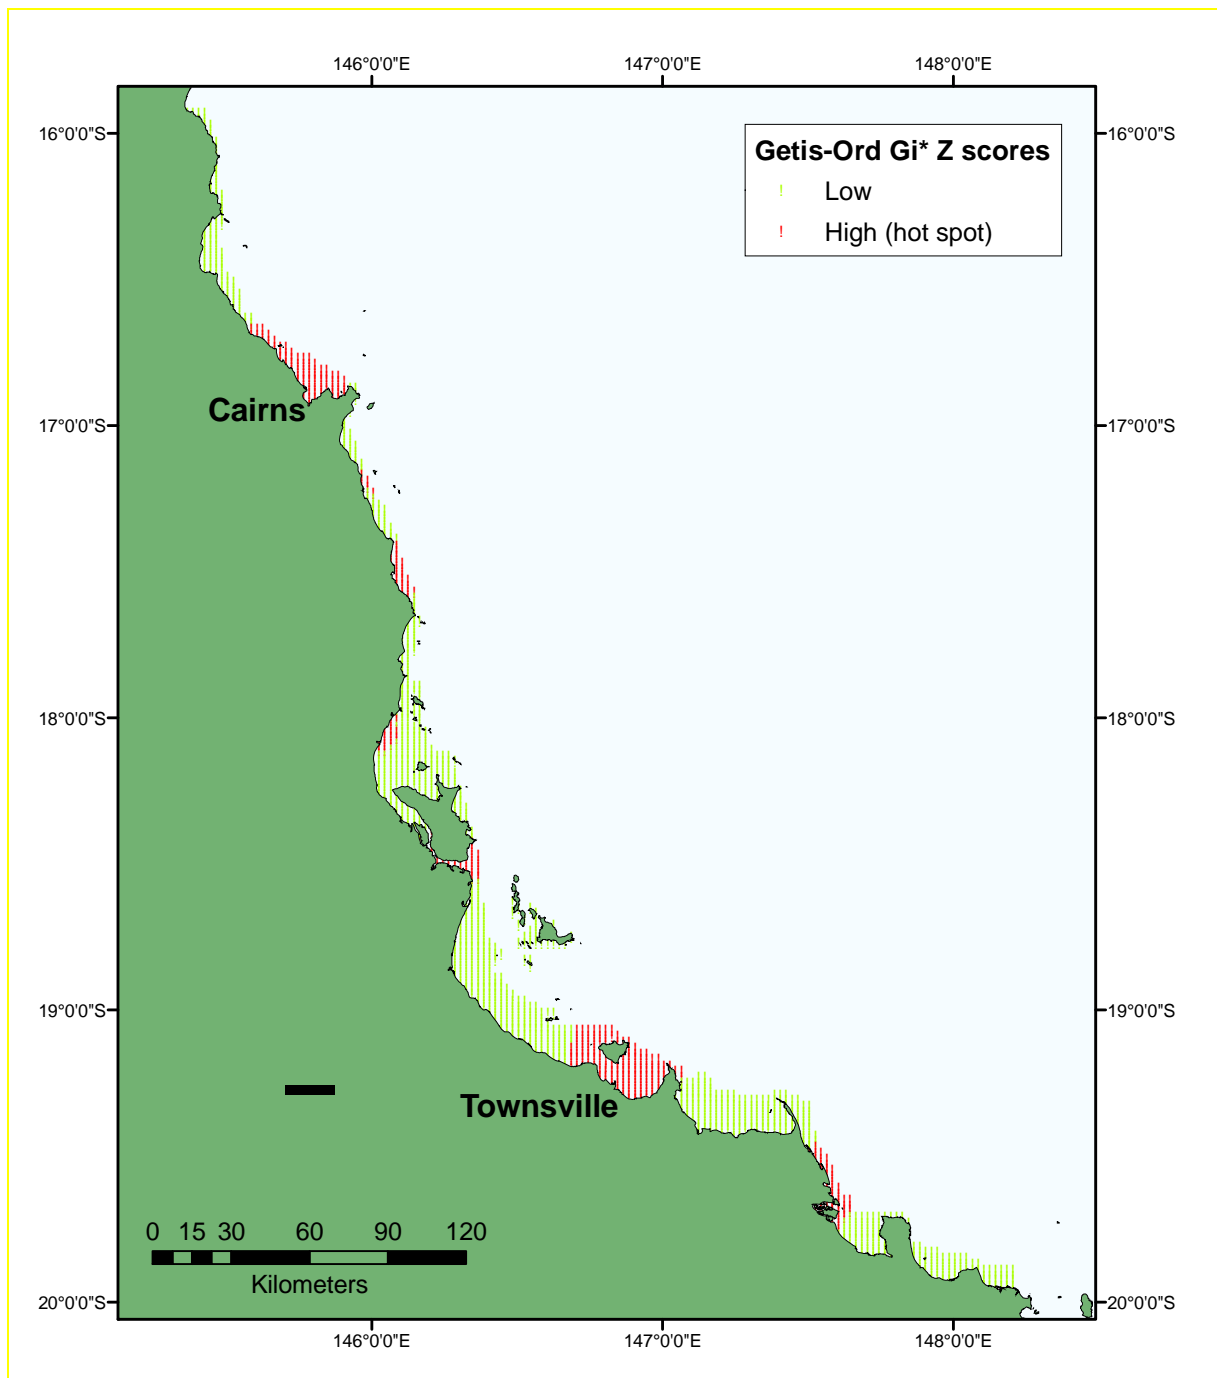 146°0'0"E 147°0'0"E 148°0'0"E
16°0'0"S 16°0'0"S
Getis-Ord Gi* Z scores
Low
High (hot spot)
Cairns
17°0'0"S 17°0'0"S
18°0'0"S 18°0'0"S
19°0'0"S 19°0'0"S
Townsville
0 15 30 60 90 120
Kilometers
20°0'0"S 20°0'0"S
146°0'0"E 147°0'0"E 148°0'0"E